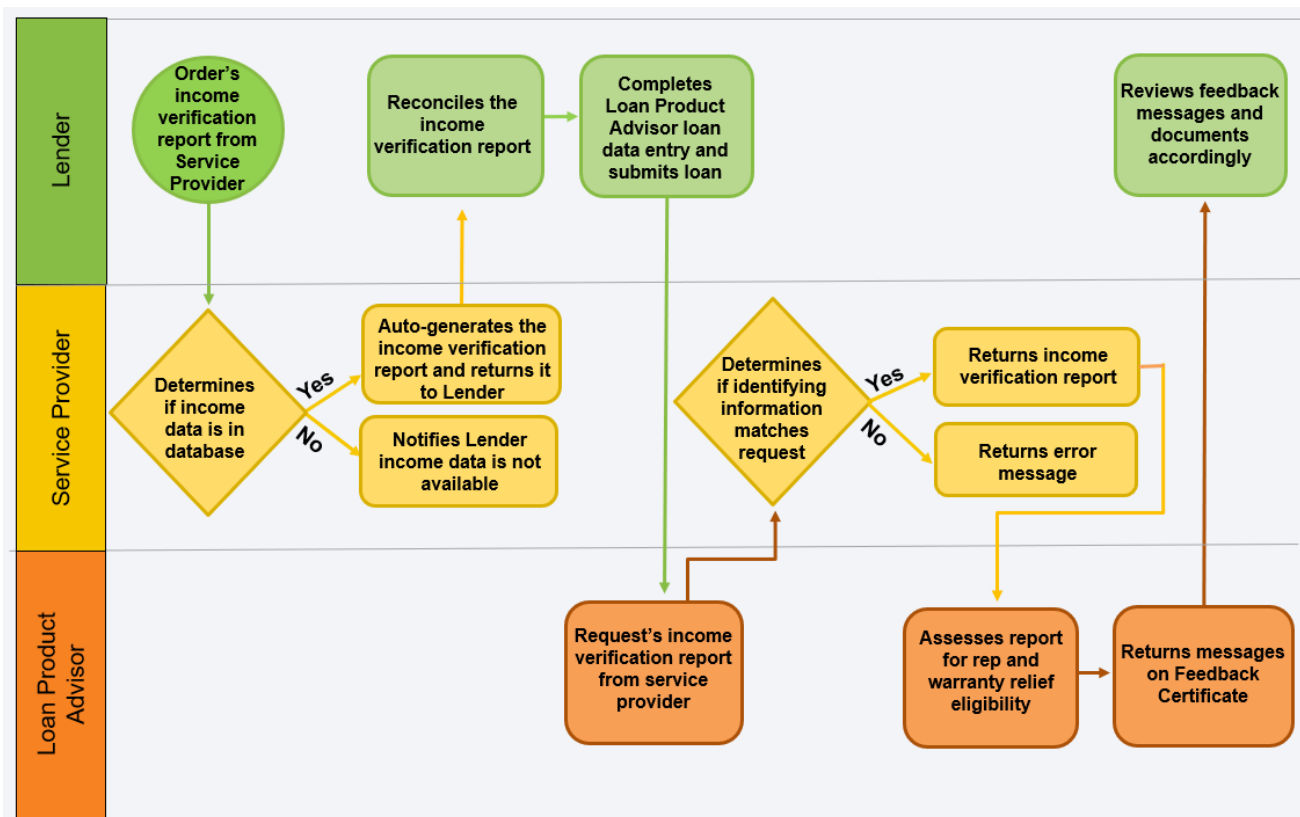 Lender
Order's
income
verification
report from
Service
Provider
Reconciles the
income
verification report
Completes
Loan Product
Advisor loan
data entry and
submits loan
Reviews feedback
messages and
documents
accordingly
Service Provider
Determines
if income
data is in
database
Yes
No
Auto-generates the
income verification
report and returns it
to Lender
Notifies Lender
income data is not
available
Determines
if identifying
information
matches
request
Yes
No
Returns income
verification report
Returns error
message
Loan Product
Advisor
Request's income
verification report
from service
provider
Assesses report
for rep and
warranty relief
eligibility
Returns messages
on Feedback
Certificate